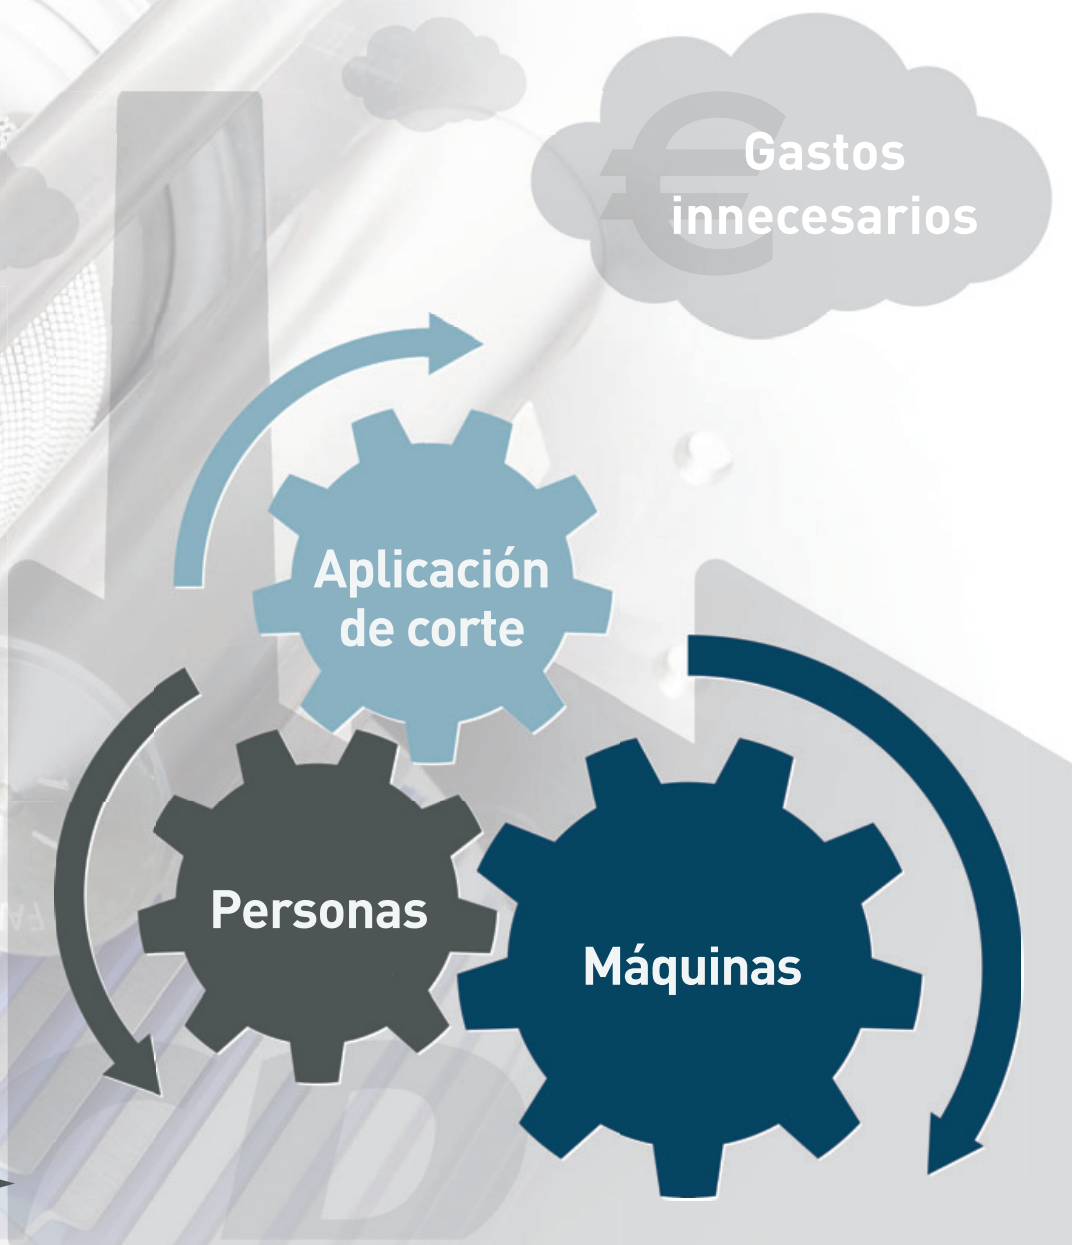 €
Gastos
innecesarios
Aplicación
de corte
Personas
Máquinas